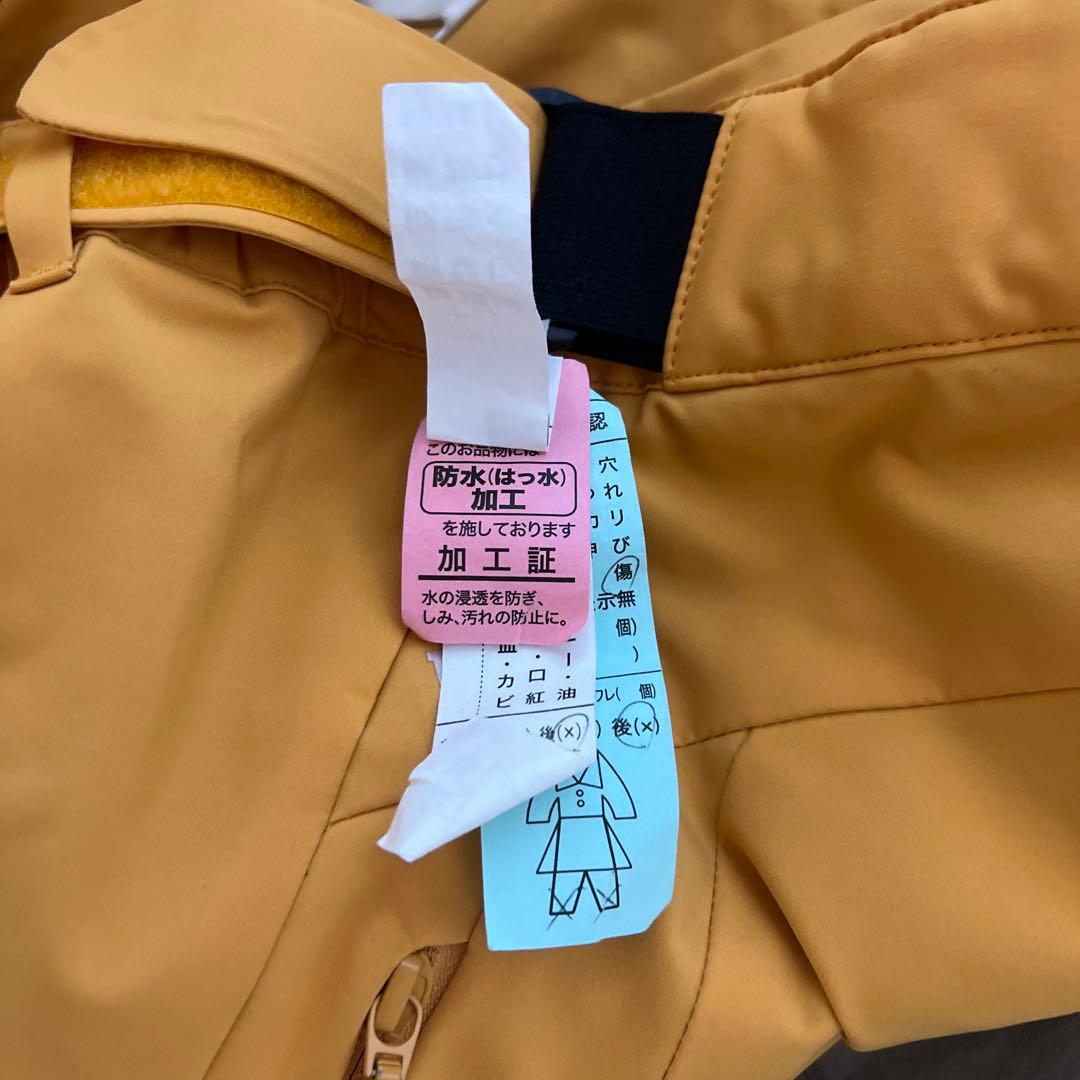 このお品物には
防水(はっ水)
加工
を施しております
加工証
水の浸透を防ぎ、
しみ、汚れの防止に。
認
穴
れ
リ
び
傷
示無
個)
)
フレ( 個)
) 後(x)
血・カビ
・口紅
ー・油
) 後(x)